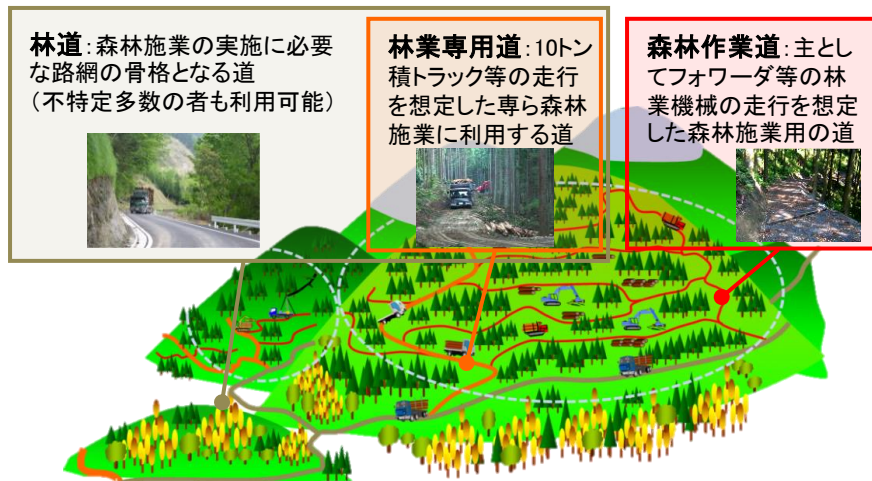 林道：森林施業の実施に必要
な路網の骨格となる道
（不特定多数の者も利用可能）
林業専用道：10トン
積トラック等の走行
を想定した専ら森林
施業に利用する道
森林作業道：主とし
てフォワーダ等の林
業機械の走行を想定
した森林施業用の道